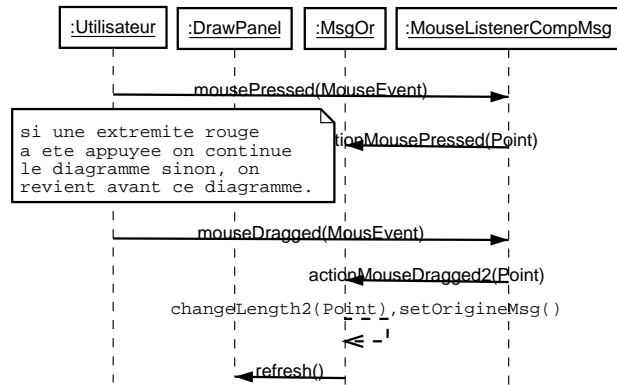 :Utilisateur :DrawPanel :MsgOr :MouseListenerCompMsg
mousePressed(MouseEvent)
si une extremite rouge
a ete appuyee on continue
le diagramme sinon, on
revient avant ce diagramme.
tionMousePressed(Point)
mouseDragged(MousEvent)
actionMouseDragged2(Point)
changeLength2(Point),setOrigineMsg()
refresh()